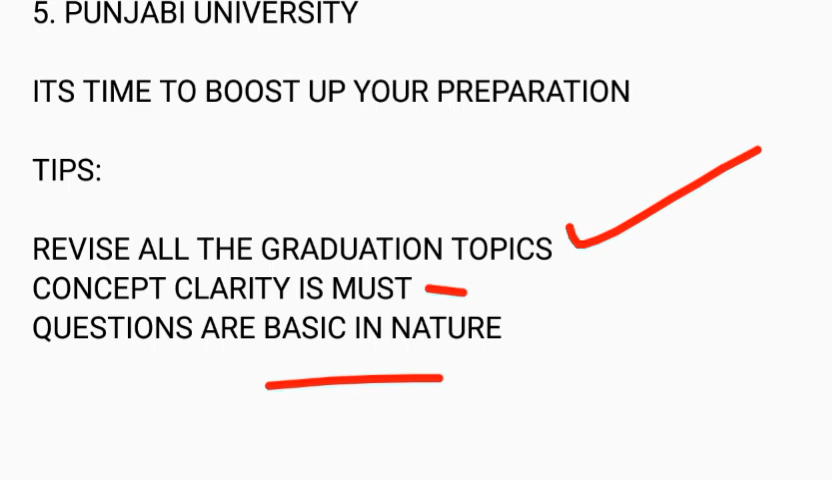 5. PUNJABI UNIVERSITY
ITS TIME TO BOOST UP YOUR PREPARATION
TIPS:
REVISE ALL THE GRADUATION TOPICS
CONCEPT CLARITY IS MUST
QUESTIONS ARE BASIC IN NATURE